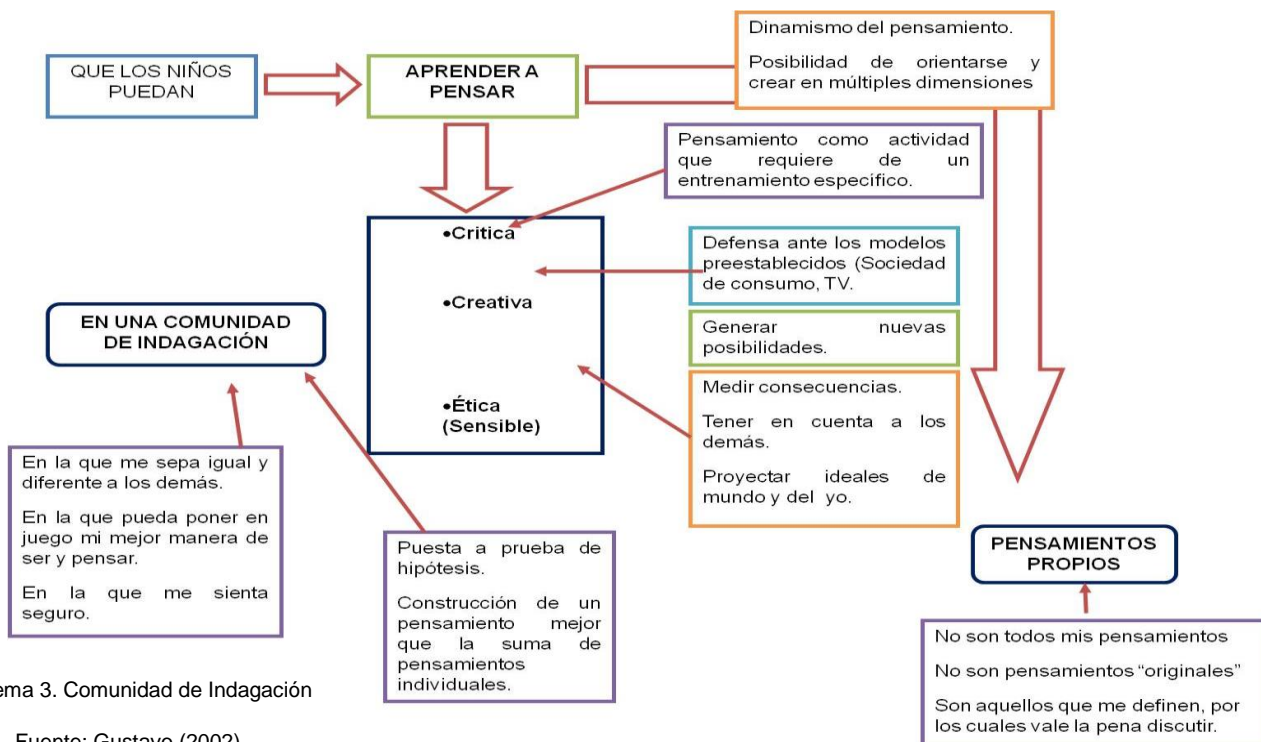 QUE LOS NIÑOS
PUEDAN
APRENDER A
PENSAR
Dinamismo del pensamiento.
Posibilidad de orientarse y
crear en múltiples dimensiones
Pensamiento como actividad
que requiere de un
entrenamiento específico.
•Critica
•Creativa
•Ética
(Sensible)
Defensa ante los modelos
preestablecidos (Sociedad
de consumo, TV.
Generar nuevas
posibilidades.
Medir consecuencias.
Tener en cuenta a los
demás.
Proyectar ideales de
mundo y del yo.
EN UNA COMUNIDAD
DE INDAGACIÓN
En la que me sepa igual y
diferente a los demás.
En la que pueda poner en
juego mi mejor manera de
ser y pensar.
En la que me sienta
seguro.
Puesta a prueba de
hipótesis.
Construcción de un
pensamiento mejor
que la suma de
pensamientos
individuales.
PENSAMIENTOS
PROPIOS
No son todos mis pensamientos
No son pensamientos “originales”
Son aquellos que me definen, por
los cuales vale la pena discutir.
ema 3. Comunidad de Indagación
Fuente: Gustavo (2002)